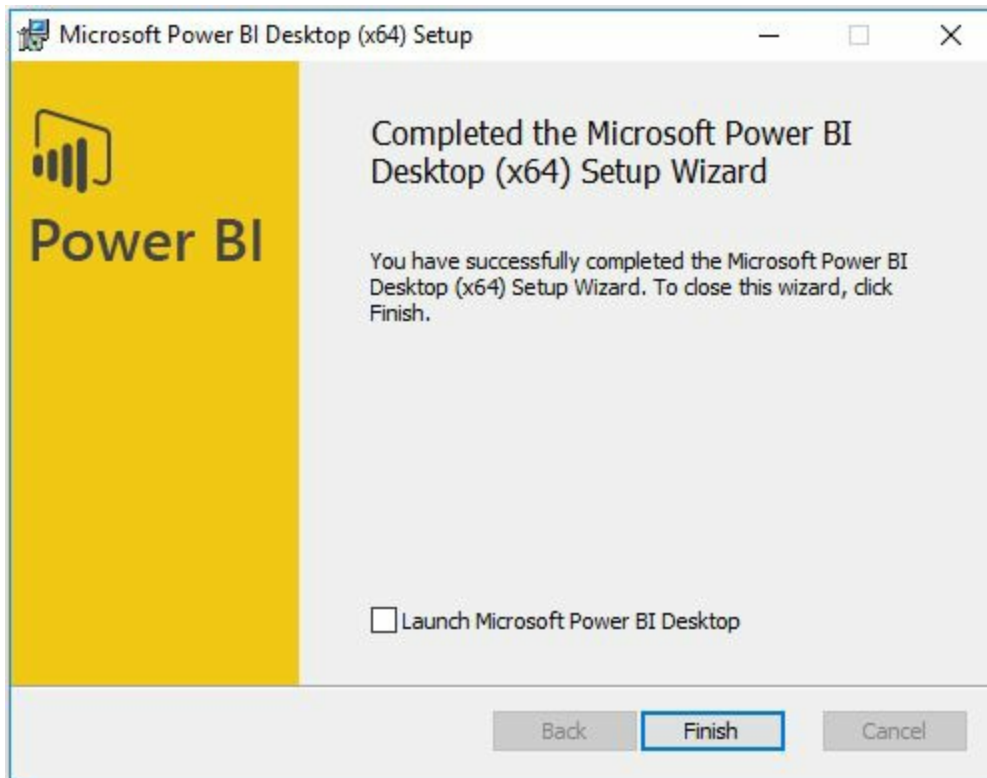 Microsoft Power BI Desktop (x64) Setup
Power BI
Completed the Microsoft Power BI
Desktop (x64) Setup Wizard
You have successfully completed the Microsoft Power BI
Desktop (x64) Setup Wizard. To close this wizard, click
Finish.
Launch Microsoft Power BI Desktop
Back Finish Cancel